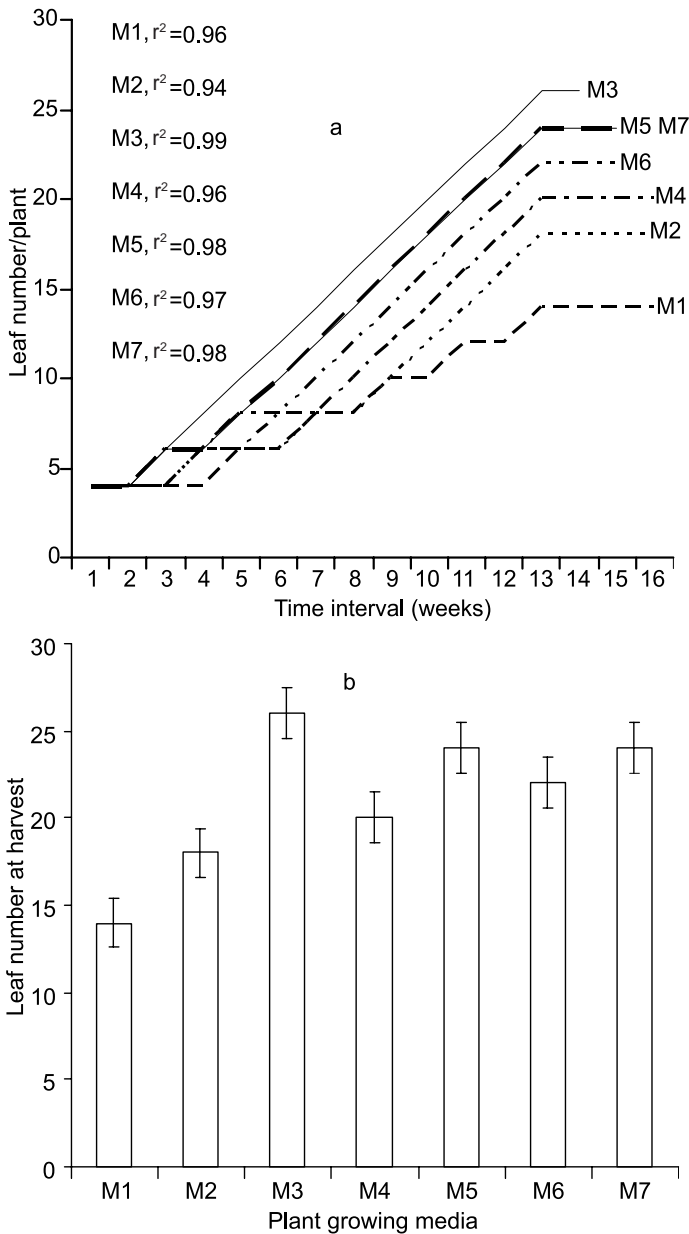 30
25
20
15
10
5
0
Leaf number/plant
M1, r²=0.96
M2, r²=0.94
M3, r²=0.99
M4, r²=0.96
M5, r²=0.98
M6, r²=0.97
M7, r²=0.98
a
M3
M5 M7
M6
M4
M2
M1
1 2 3 4 5 6 7 8 9 10 11 12 13 14 15 16
Time interval (weeks)
b
30
25
20
15
10
5
0
Leaf number at harvest
M1 M2 M3 M4 M5 M6 M7
Plant growing media